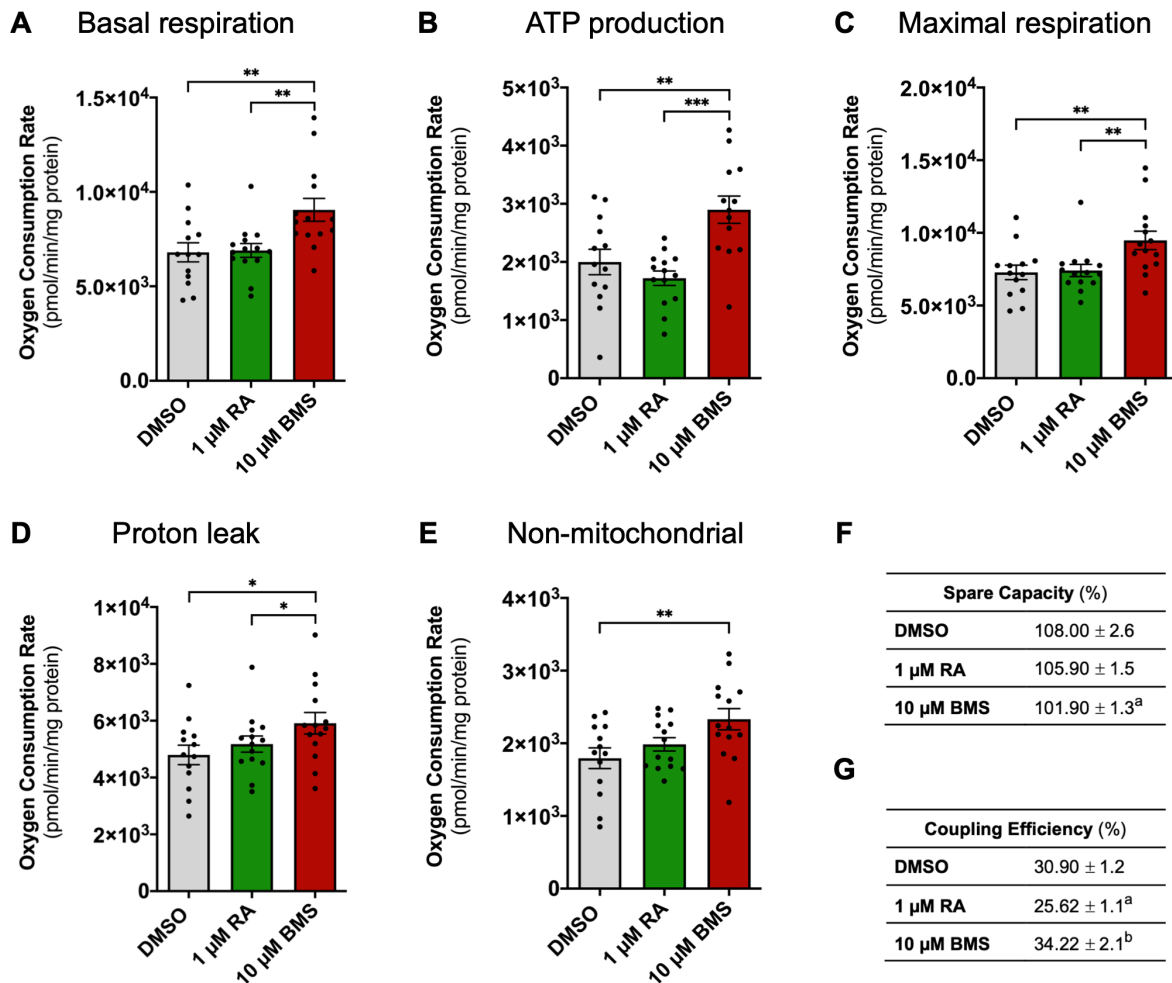 A Basal respiration
Oxygen Consumption Rate
(pmol/min/mg protein)
1.5×10⁴
1.0×10⁴
5.0×10³
0.0
**
**
DMSO
1 µM RA
10 µM BMS
B ATP production
Oxygen Consumption Rate
(pmol/min/mg protein)
5×10³
4×10³
3×10³
2×10³
1×10³
0
**
***
DMSO
1 µM RA
10 µM BMS
C Maximal respiration
Oxygen Consumption Rate
(pmol/min/mg protein)
2.0×10⁴
1.5×10⁴
1.0×10⁴
5.0×10³
0.0
**
**
DMSO
1 µM RA
10 µM BMS
D Proton leak
Oxygen Consumption Rate
(pmol/min/mg protein)
1×10⁴
8×10³
6×10³
4×10³
2×10³
0
*
*
DMSO
1 µM RA
10 µM BMS
E Non-mitochondrial
Oxygen Consumption Rate
(pmol/min/mg protein)
4×10³
3×10³
2×10³
1×10³
0
**
DMSO
1 µM RA
10 µM BMS
F
Spare Capacity (%)
DMSO 108.00 ± 2.6
1 µM RA 105.90 ± 1.5
10 µM BMS 101.90 ± 1.3ᵃ
G
Coupling Efficiency (%)
DMSO 30.90 ± 1.2
1 µM RA 25.62 ± 1.1ᵃ
10 µM BMS 34.22 ± 2.1ᵇ